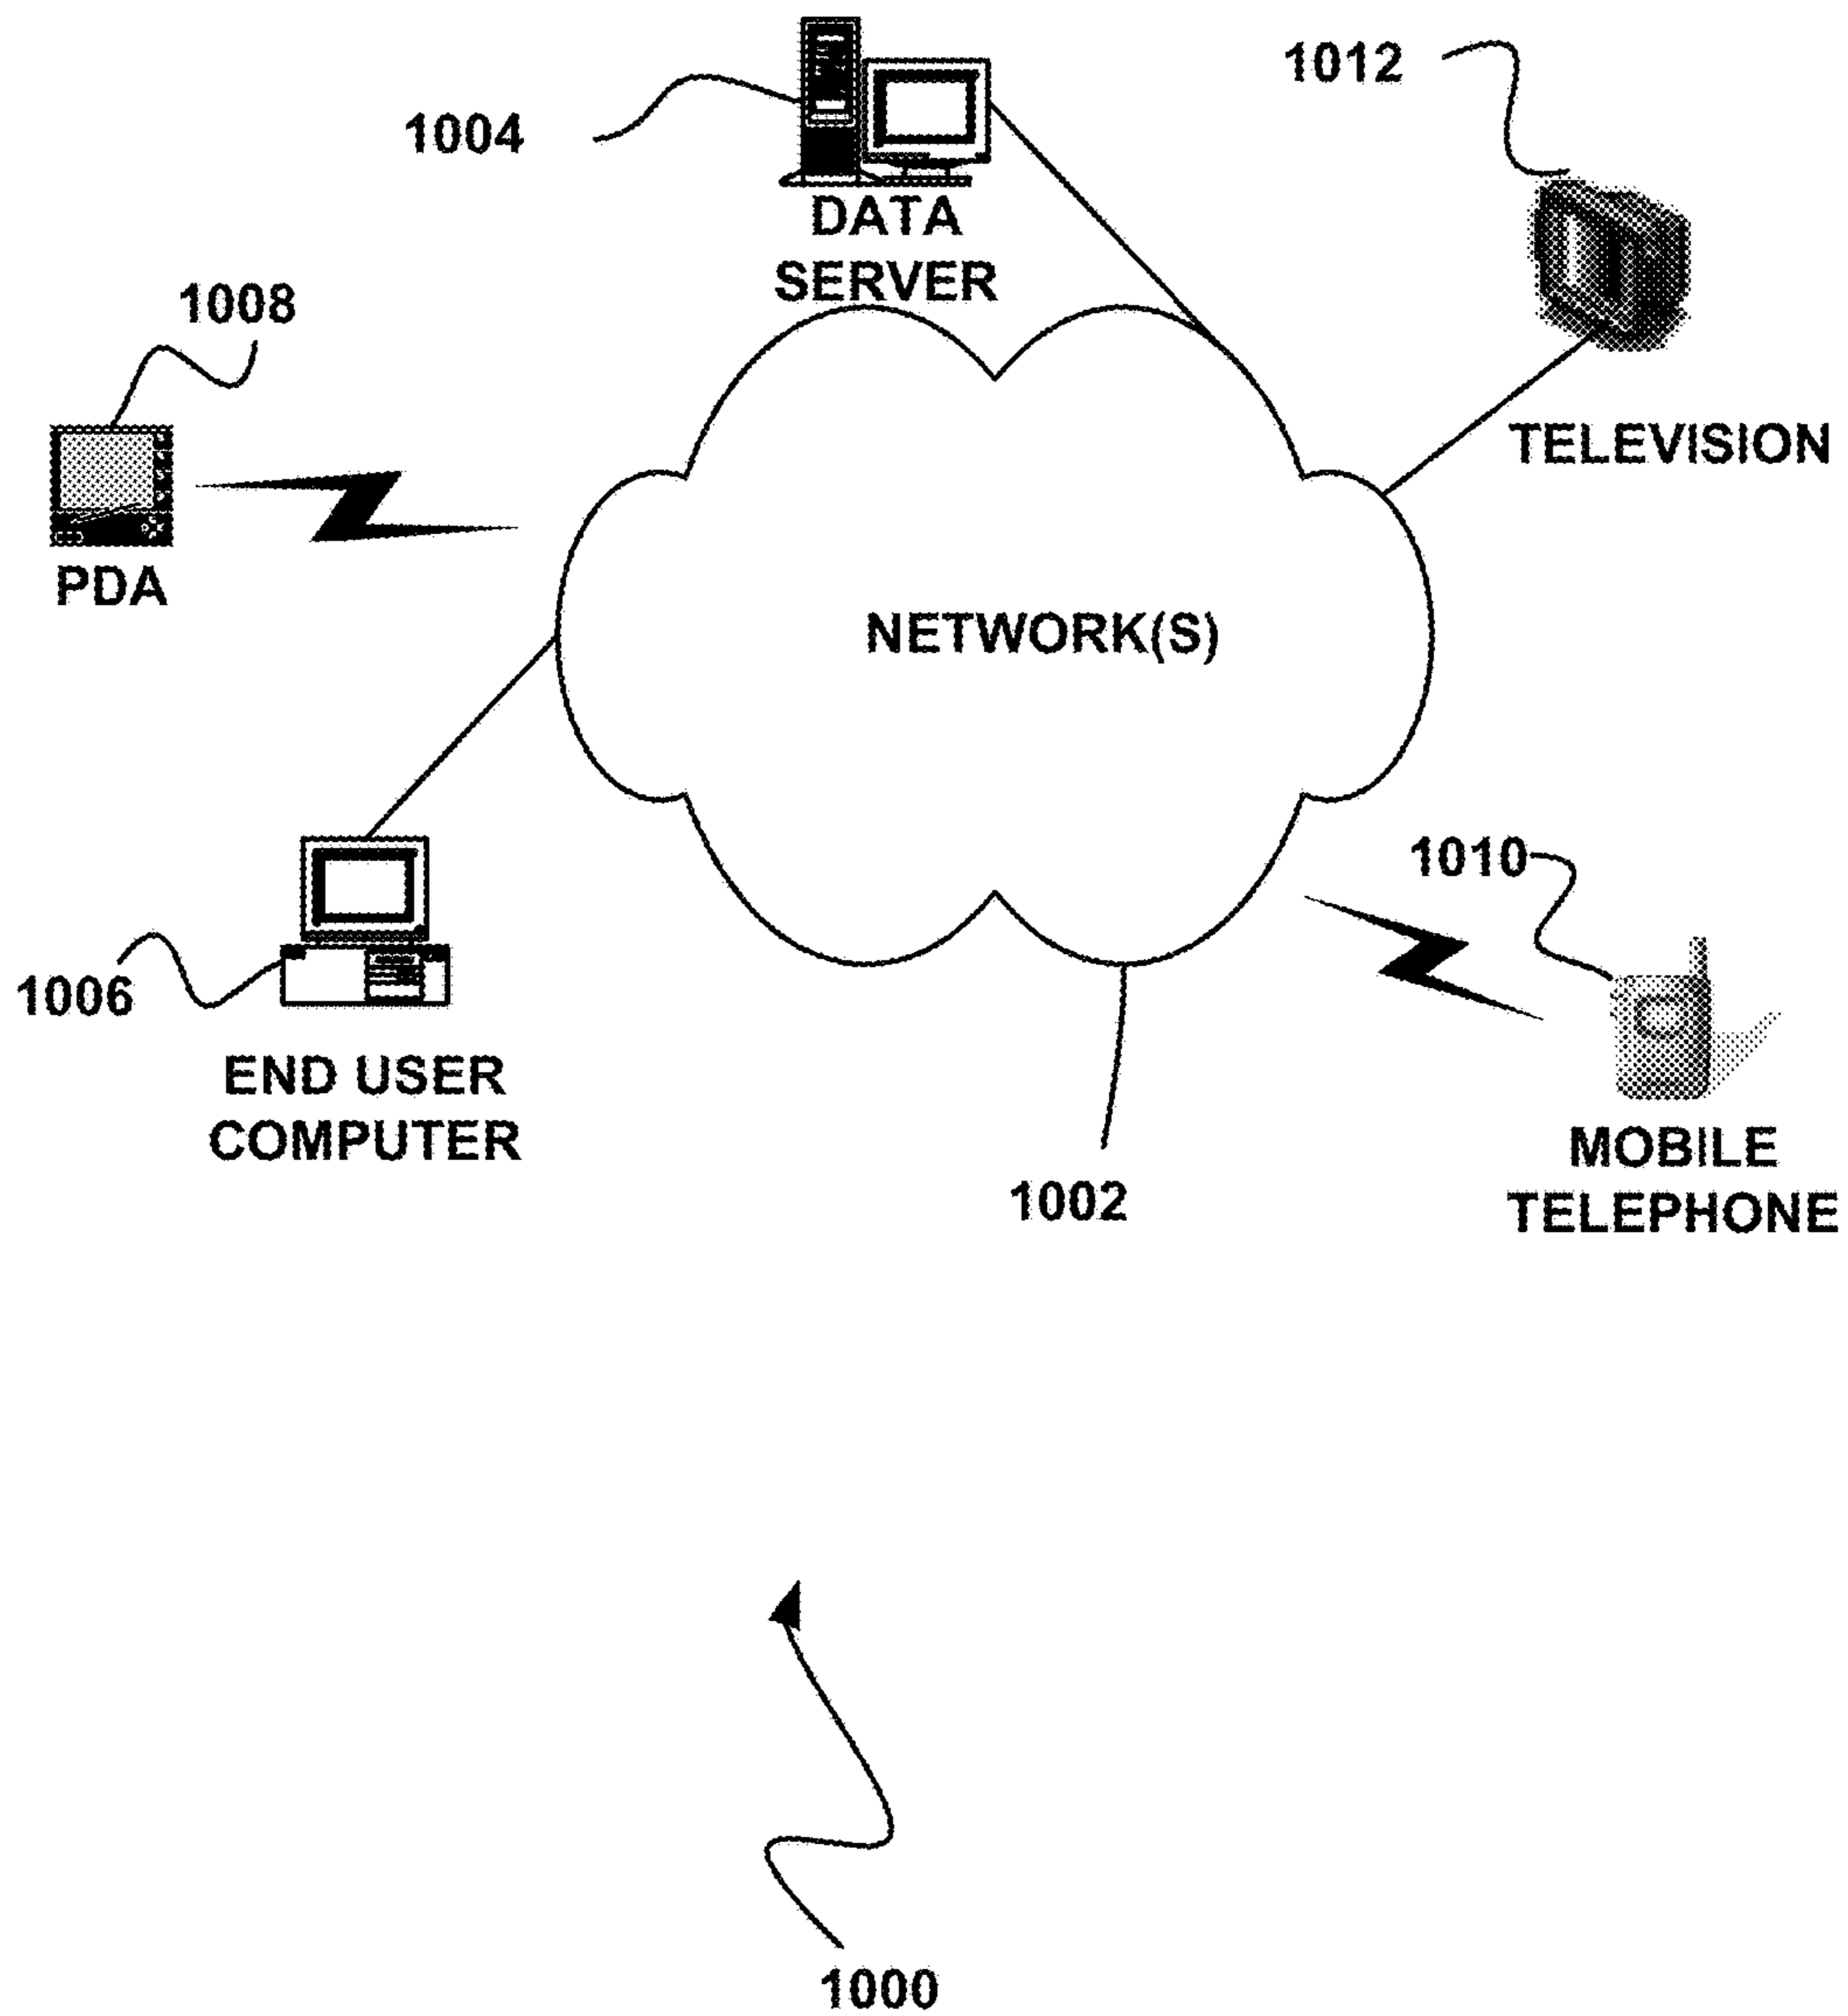 1012
1004
DATA
SERVER
1008
TELEVISION
PDA
NETWORK(S)
1010
1006
END USER
COMPUTER
1002
MOBILE
TELEPHONE
1000